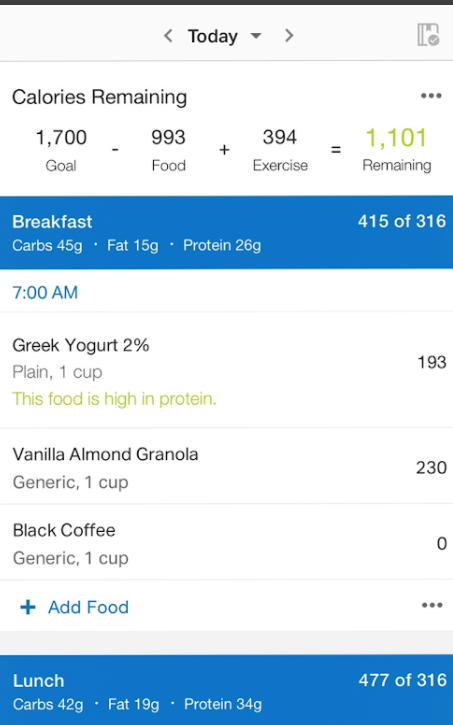 Today
Calories Remaining
1,700 - 993 + 394 = 1,101
Goal Food Exercise Remaining
Breakfast 415 of 316
Carbs 45g · Fat 15g · Protein 26g
7:00 AM
Greek Yogurt 2%
Plain, 1 cup 193
This food is high in protein.
Vanilla Almond Granola
Generic, 1 cup 230
Black Coffee
Generic, 1 cup 0
+ Add Food
Lunch 477 of 316
Carbs 42g · Fat 19g · Protein 34g